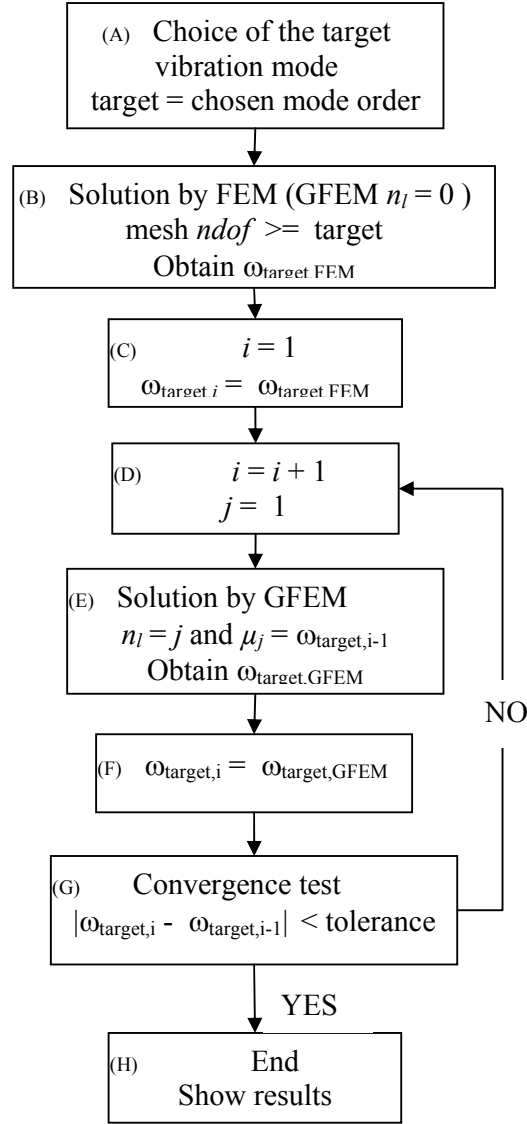 (A) Choice of the target
vibration mode
target = chosen mode order
(B) Solution by FEM (GFEM nₗ = 0 )
mesh ndof >= target
Obtain ω_target,FEM
(C) i = 1
ω_target,i = ω_target,FEM
(D) i = i + 1
j = 1
(E) Solution by GFEM
nₗ = j and μ_j = ω_target,i-1
Obtain ω_target,GFEM
NO
(F) ω_target,i = ω_target,GFEM
(G) Convergence test
|ω_target,i - ω_target,i-1| < tolerance
YES
(H) End
Show results